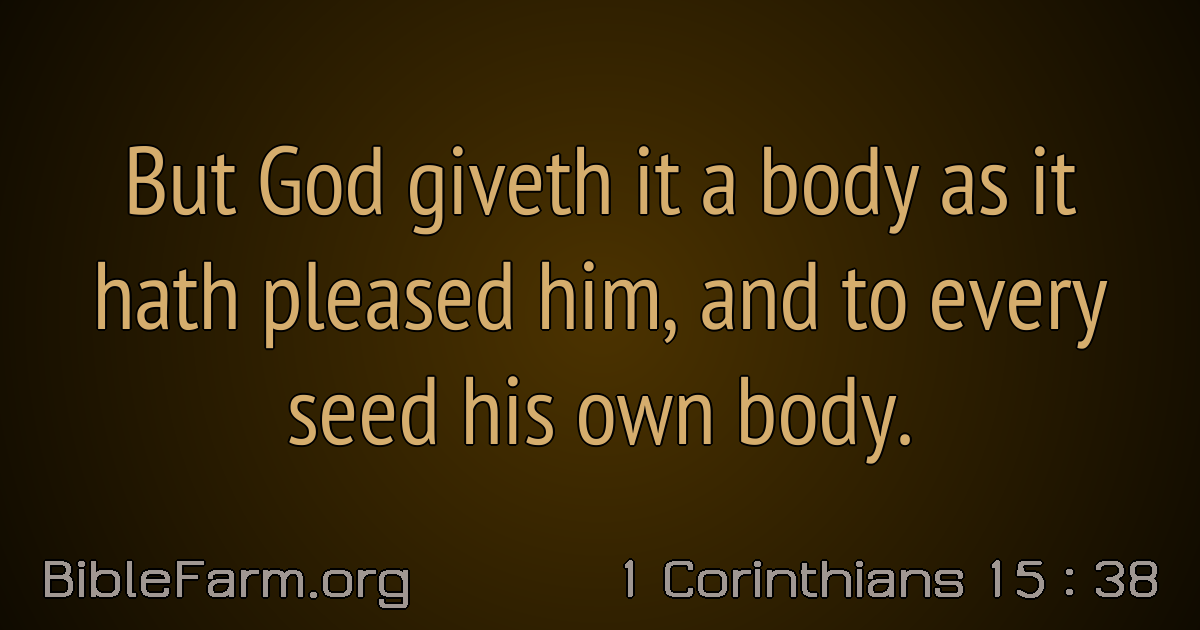 But God giveth it a body as it
hath pleased him, and to every
seed his own body.
BibleFarm.org
1 Corinthians 15 : 38